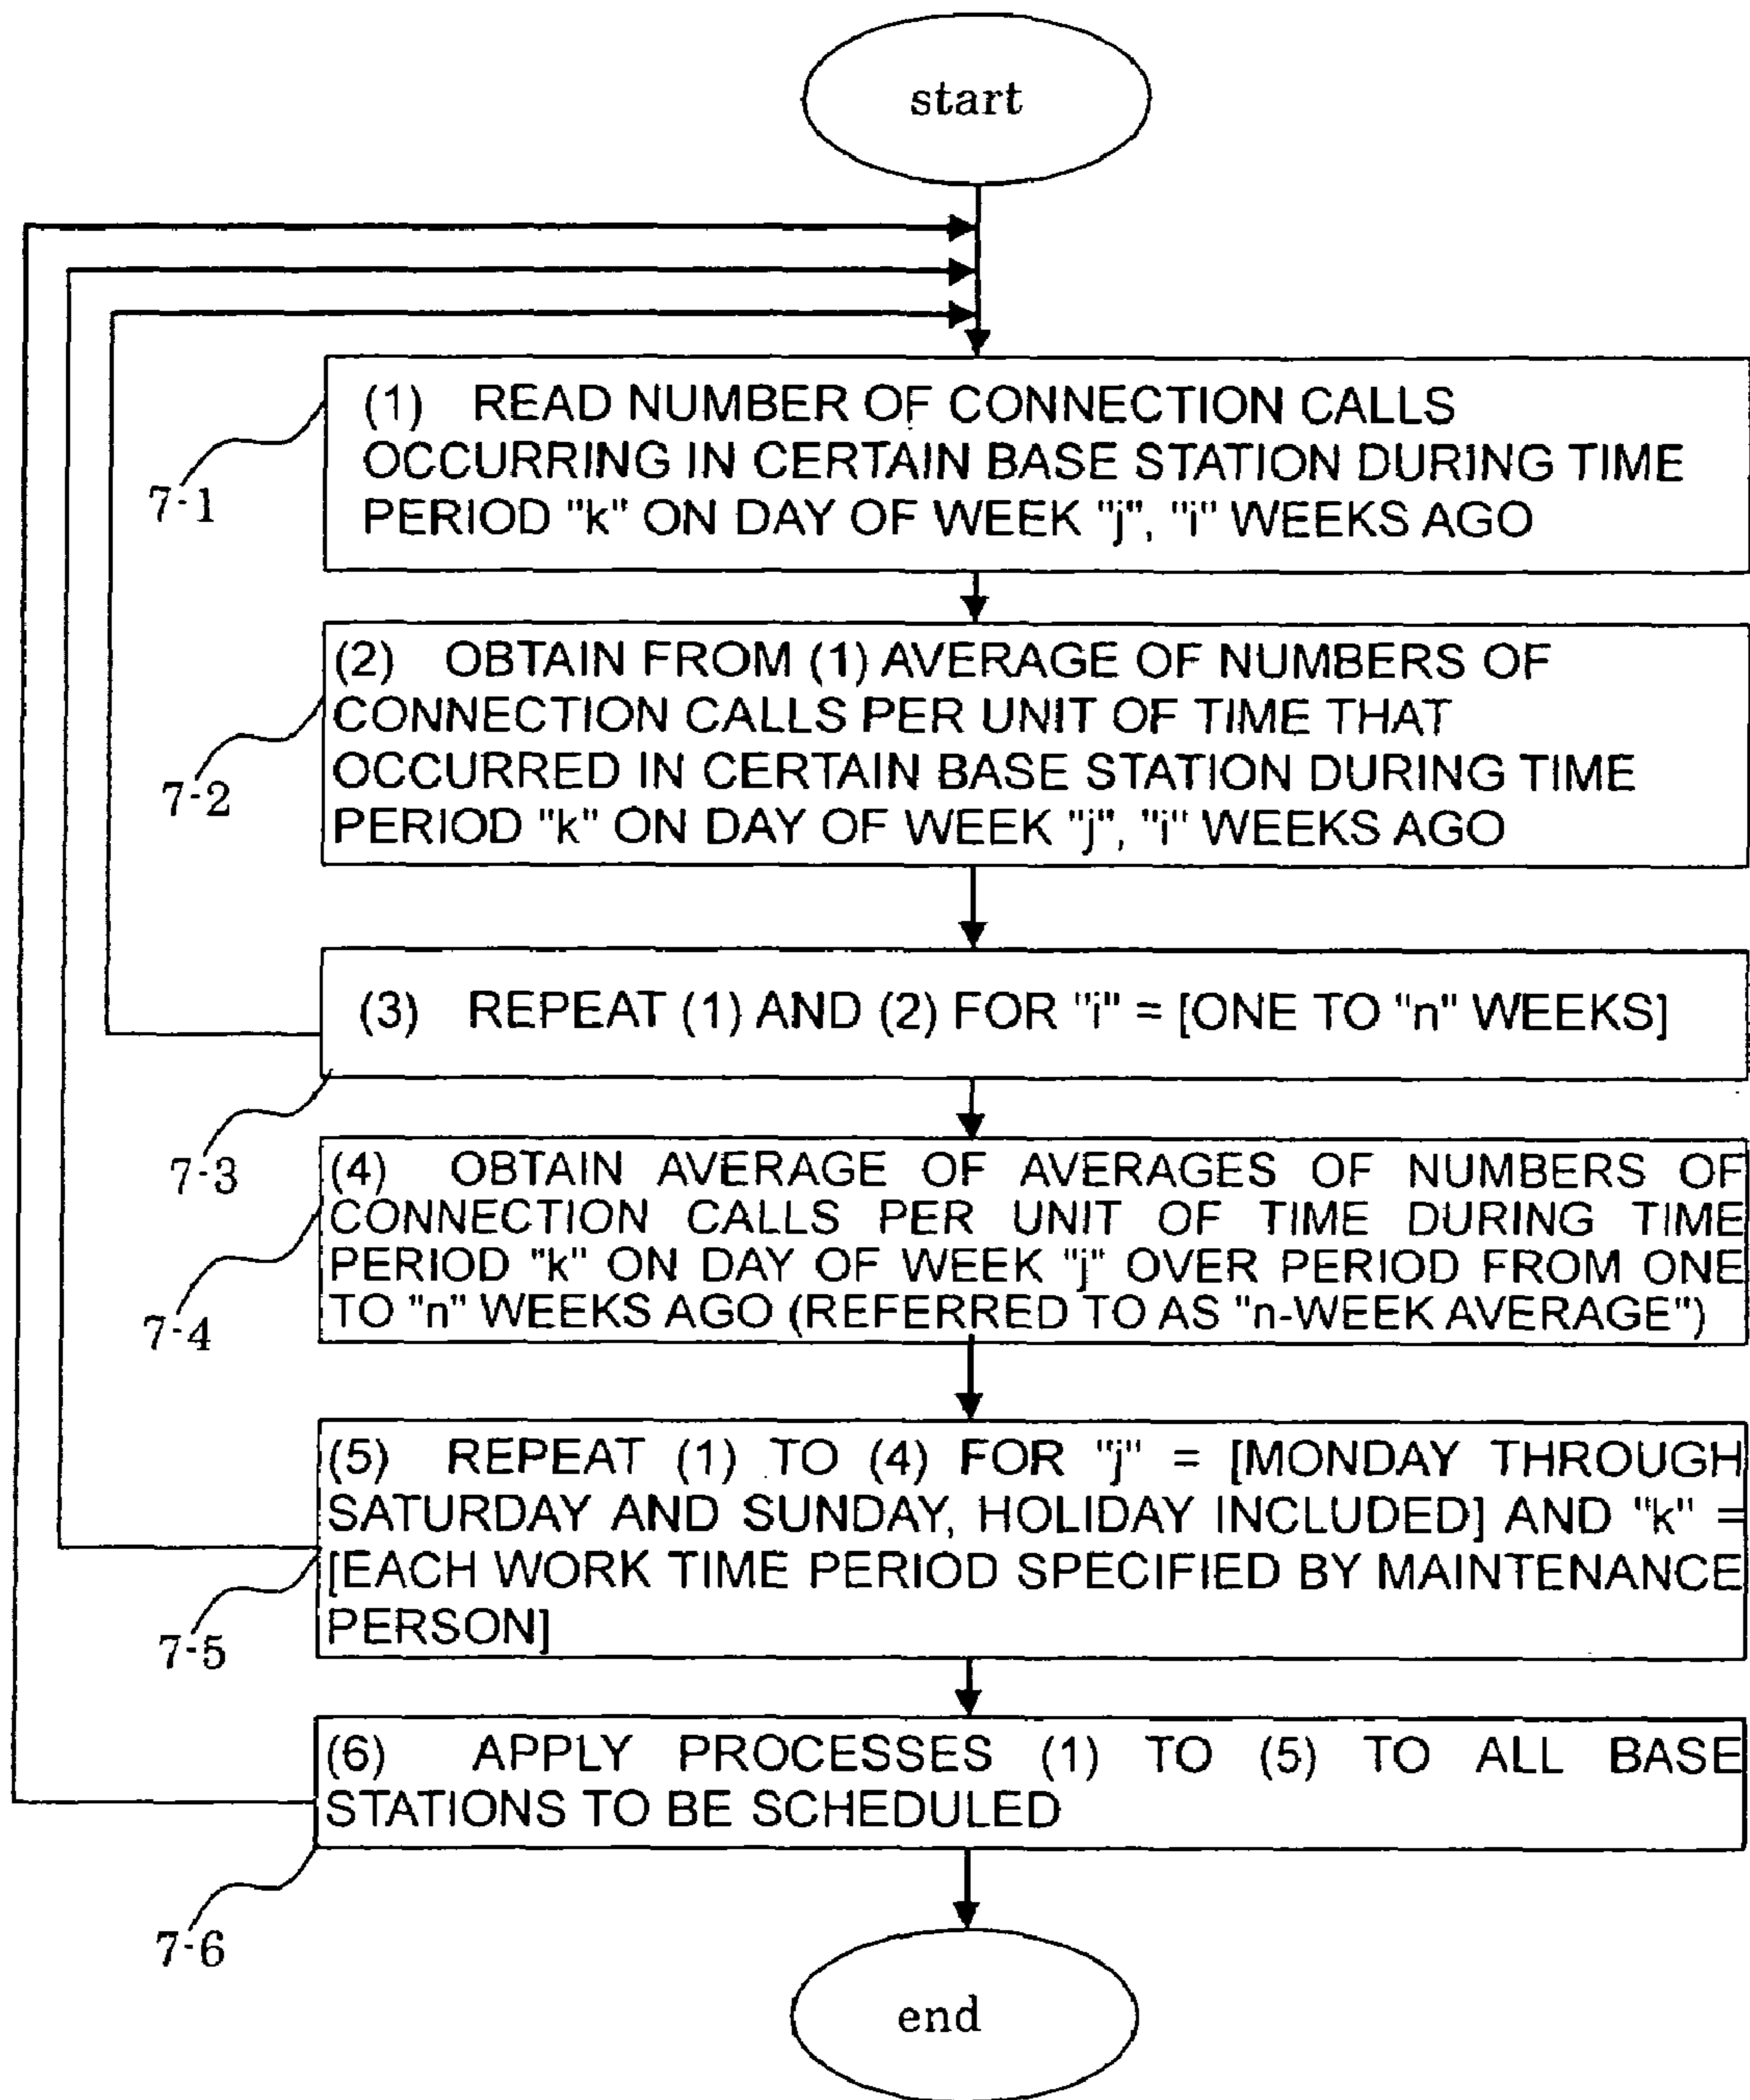 start
(1) READ NUMBER OF CONNECTION CALLS
OCCURRING IN CERTAIN BASE STATION DURING TIME
PERIOD "k" ON DAY OF WEEK "j", "i" WEEKS AGO
7-1
(2) OBTAIN FROM (1) AVERAGE OF NUMBERS OF
CONNECTION CALLS PER UNIT OF TIME THAT
OCCURRED IN CERTAIN BASE STATION DURING TIME
PERIOD "k" ON DAY OF WEEK "j", "i" WEEKS AGO
7-2
(3) REPEAT (1) AND (2) FOR "i" = [ONE TO "n" WEEKS]
7-3
(4) OBTAIN AVERAGE OF AVERAGES OF NUMBERS OF
CONNECTION CALLS PER UNIT OF TIME DURING TIME
PERIOD "k" ON DAY OF WEEK "j" OVER PERIOD FROM ONE
TO "n" WEEKS AGO (REFERRED TO AS "n-WEEK AVERAGE")
7-4
(5) REPEAT (1) TO (4) FOR "j" = [MONDAY THROUGH
SATURDAY AND SUNDAY, HOLIDAY INCLUDED] AND "k" =
[EACH WORK TIME PERIOD SPECIFIED BY MAINTENANCE
PERSON]
7-5
(6) APPLY PROCESSES (1) TO (5) TO ALL BASE
STATIONS TO BE SCHEDULED
7-6
end